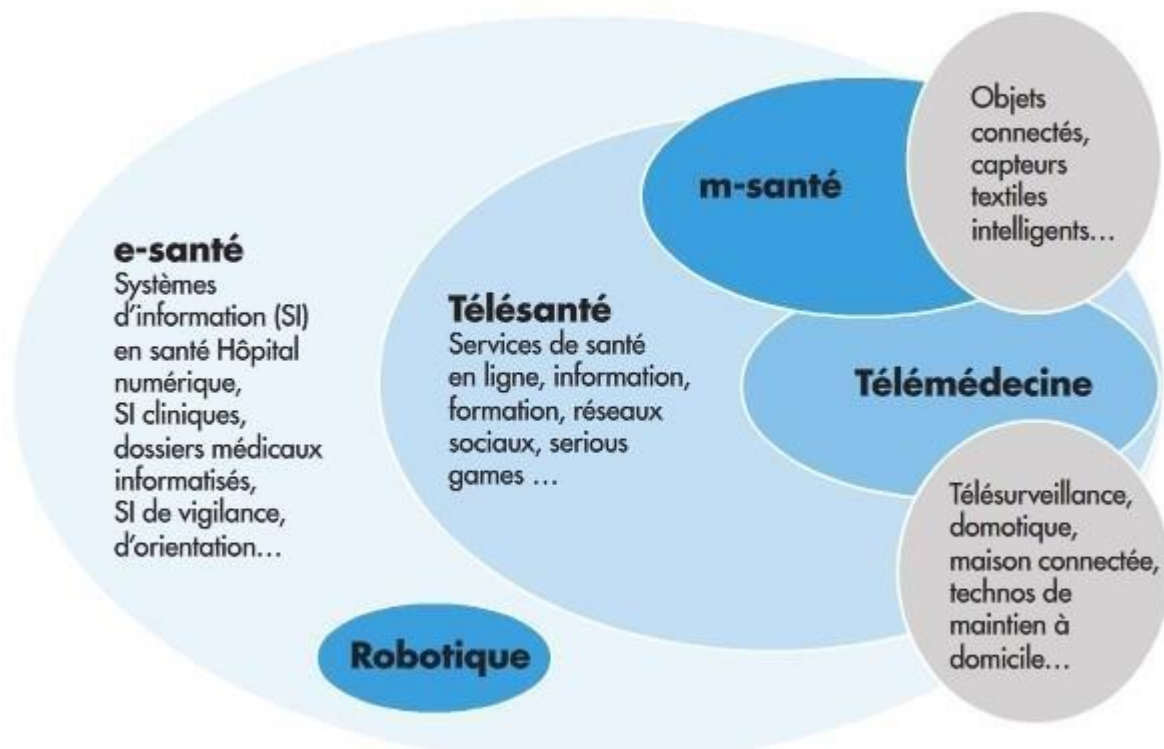 e-santé
Systèmes
d'information (SI)
en santé Hôpital
numérique,
SI cliniques,
dossiers médicaux
informatisés,
SI de vigilance,
d'orientation…
Télésanté
Services de santé
en ligne, information,
formation, réseaux
sociaux, serious
games …
m-santé
Objets
connectés,
capteurs
textiles
intelligents…
Télémédecine
Télésurveillance,
domotique,
maison connectée,
technos de
maintien à
domicile…
Robotique